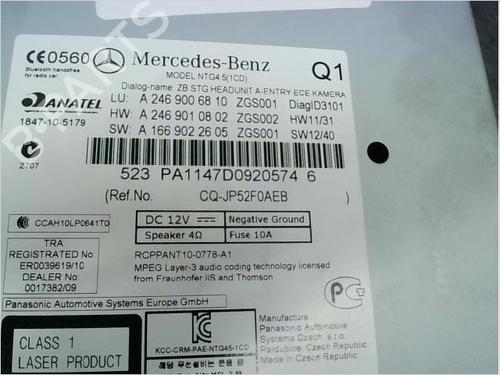 CE0560 Mercedes-Benz Q1
Bluetooth handsfree
for radio car.
MODEL NTG4.5(1CD)
Dialog-name: ZB STG HEADUNIT A-ENTRY ECE KAMERA
ANATEL
LU: A 246 900 68 10 ZGS001 DiagID3101
HW: A 246 901 08 02 ZGS002 HW11/31
1847-10-5179
SW: A 166 902 26 05 ZGS001 SW12/40
Z707
523 PA1147D0920574 6
(Ref.No. CQ-JP52F0AEB )
CCAH10LP0641T0
DC 12V Negative Ground
Speaker 4Ω Fuse 10A
TRA
REGISTRATED No:
ER0039619/10
DEALER No:
0017382/09
RCPPANT10-0778-A1
MPEG Layer-3 audio coding technology licensed
from Fraunhofer IIS and Thomson
Panasonic Automotive Systems Europe GmbH
CLASS 1
LASER PRODUCT
KCC-CRM-PAE-NTG45-1CD
Manufacture
Panasonic Automotive
Systems Czech, s.r.o.
Pardubice, Czech Republic
Made in Czech Republic